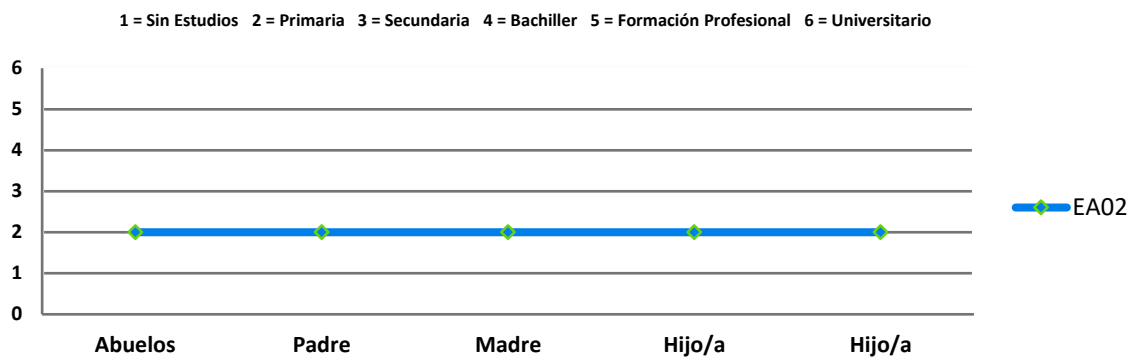 1 = Sin Estudios 2 = Primaria 3 = Secundaria 4 = Bachiller 5 = Formación Profesional 6 = Universitario
6
5
4
3
2
1
0
EA02
Abuelos Padre Madre Hijo/a Hijo/a